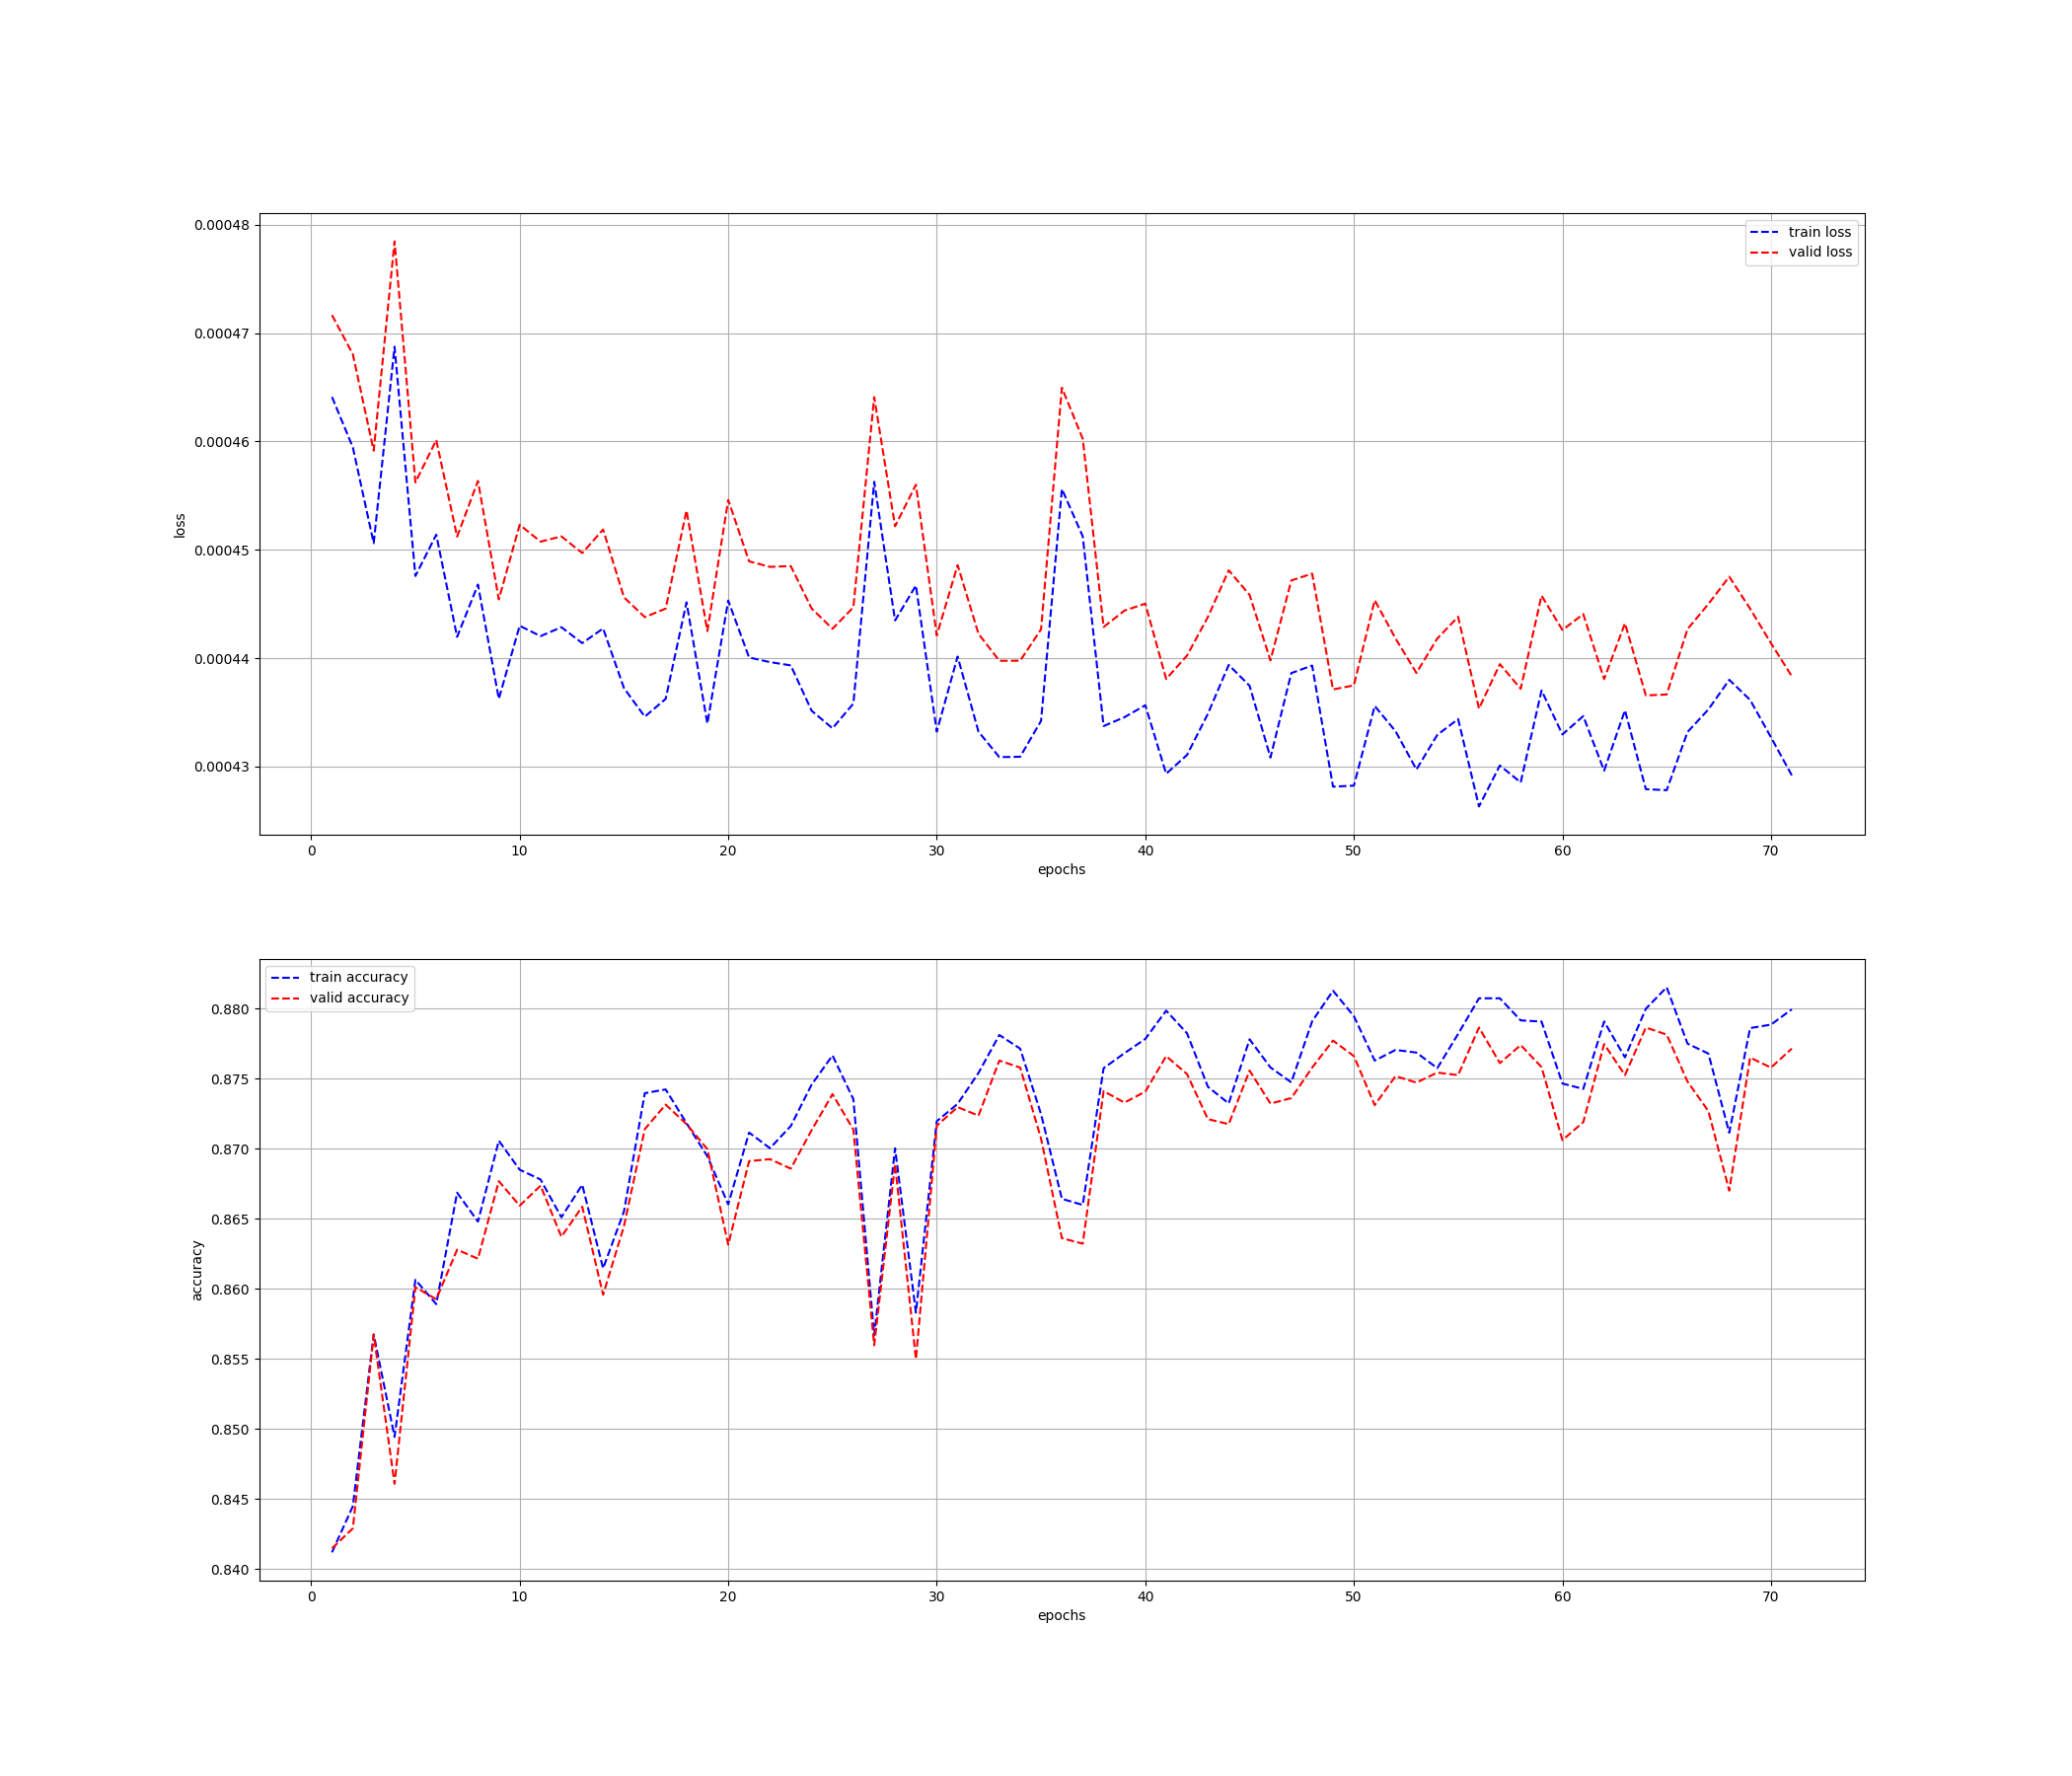 0.00048
0.00047
0.00046
0.00045
0.00044
0.00043
loss
train loss
valid loss
0 10 20 30 40 50 60 70
epochs
train accuracy
valid accuracy
0.880
0.875
0.870
0.865
0.860
0.855
0.850
0.845
0.840
accuracy
0 10 20 30 40 50 60 70
epochs